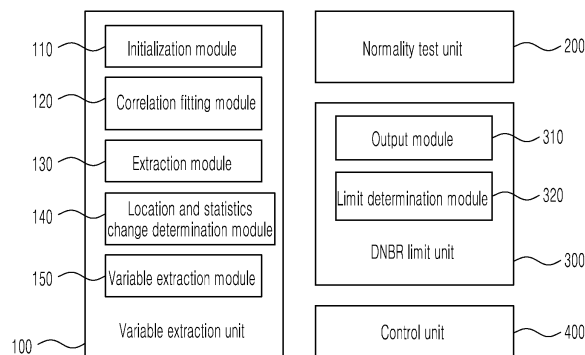 110
Initialization module
120
Correlation fitting module
130
Extraction module
140
Location and statistics
change determination module
150
Variable extraction module
100
Variable extraction unit
Normality test unit
200
Output module
310
Limit determination module
320
DNBR limit unit
300
Control unit
400